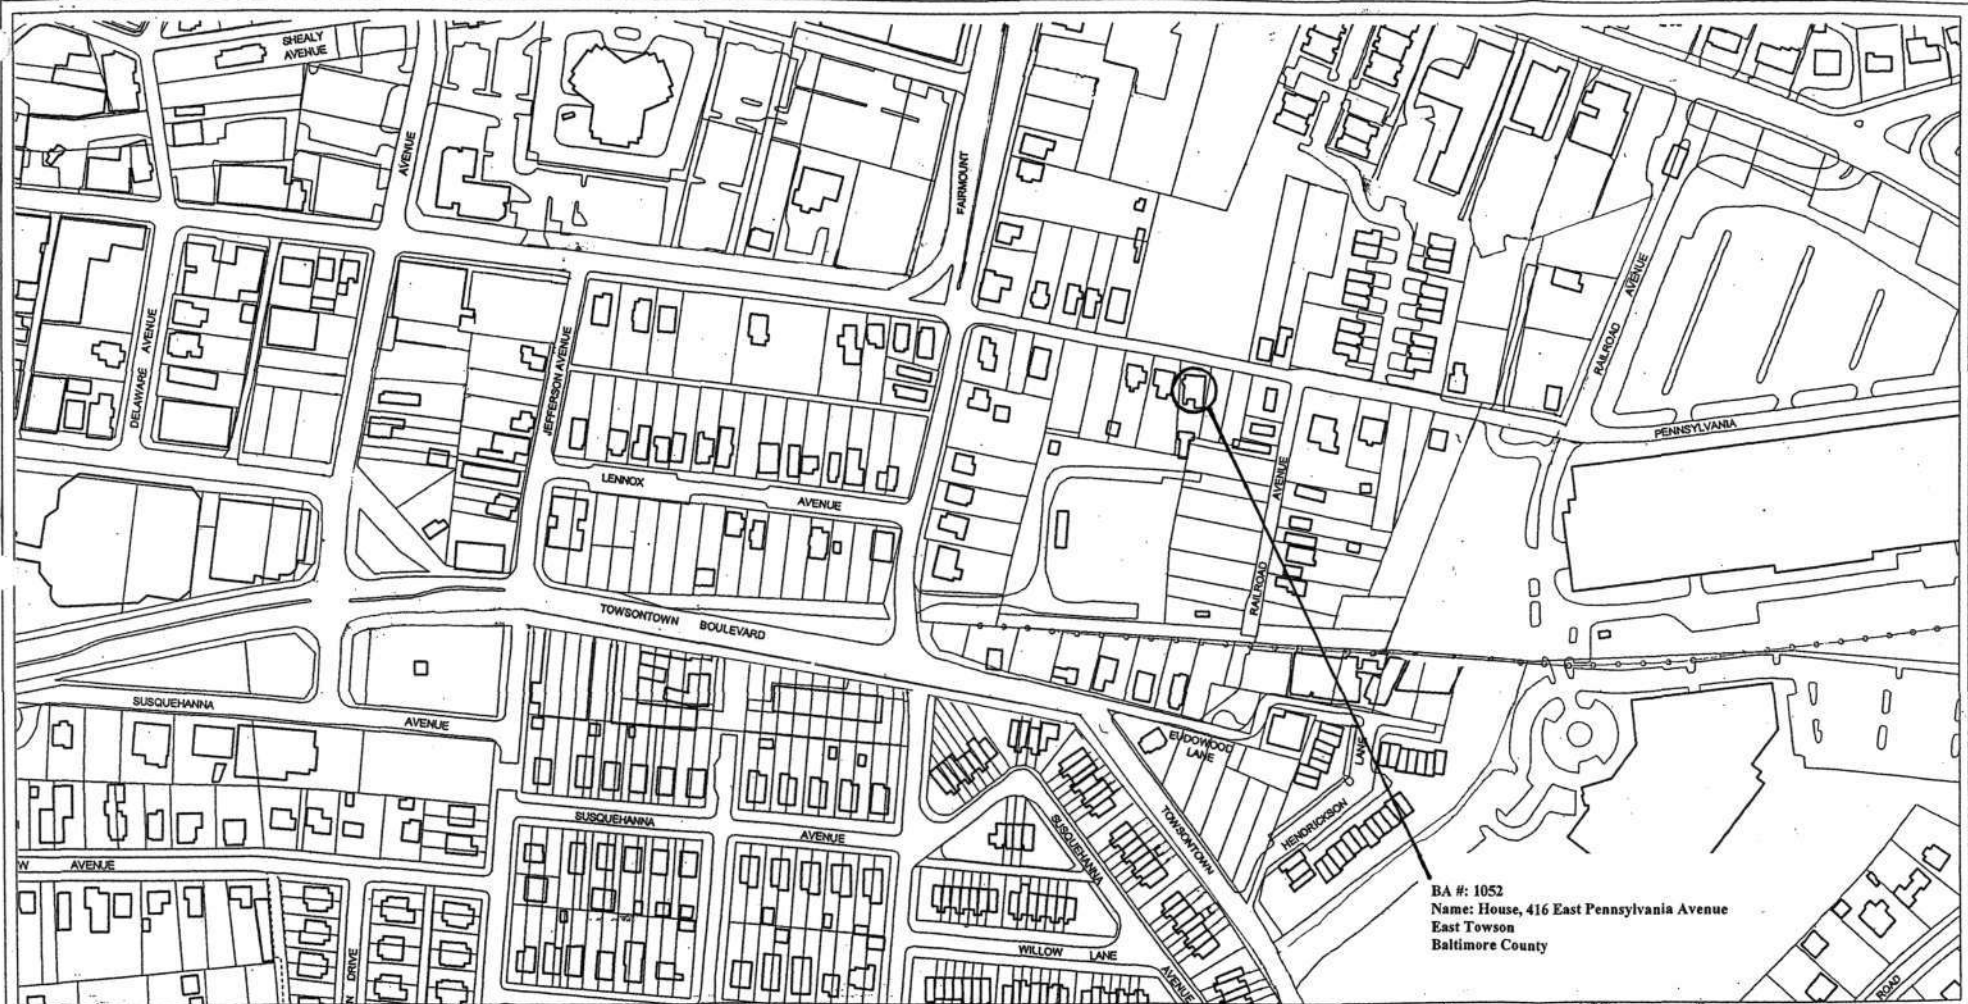 SHEALY
AVENUE
AVENUE
FAIRMOUNT
DELAWARE AVENUE
JEFFERSON AVENUE
RAILROAD AVENUE
PENNSYLVANIA
LENNOX AVENUE
RAILROAD AVENUE
TOWSONTOWN BOULEVARD
SUSQUEHANNA AVENUE
EUDOWOOD
LANE
LANE
HENDRICKSON
TOWSONTOWN
SUSQUEHANNA AVENUE
SUSQUEHANNA
AVENUE
W AVENUE
N DRIVE
WILLOW LANE
ROAD
BA #: 1052
Name: House, 416 East Pennsylvania Avenue
East Towson
Baltimore County